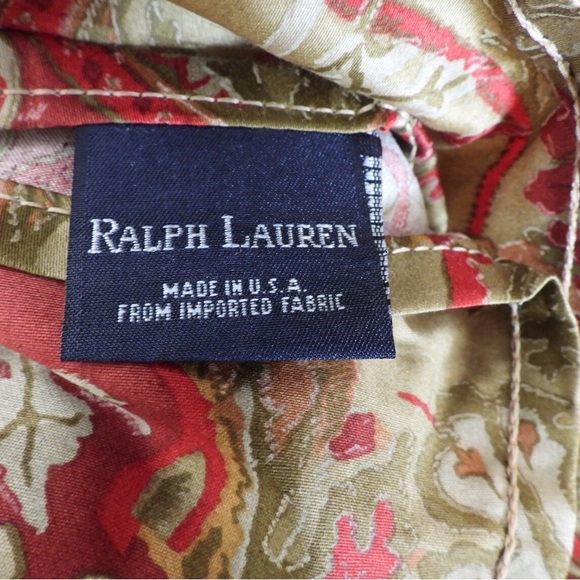 RALPH LAUREN
MADE IN U.S.A.
FROM IMPORTED FABRIC